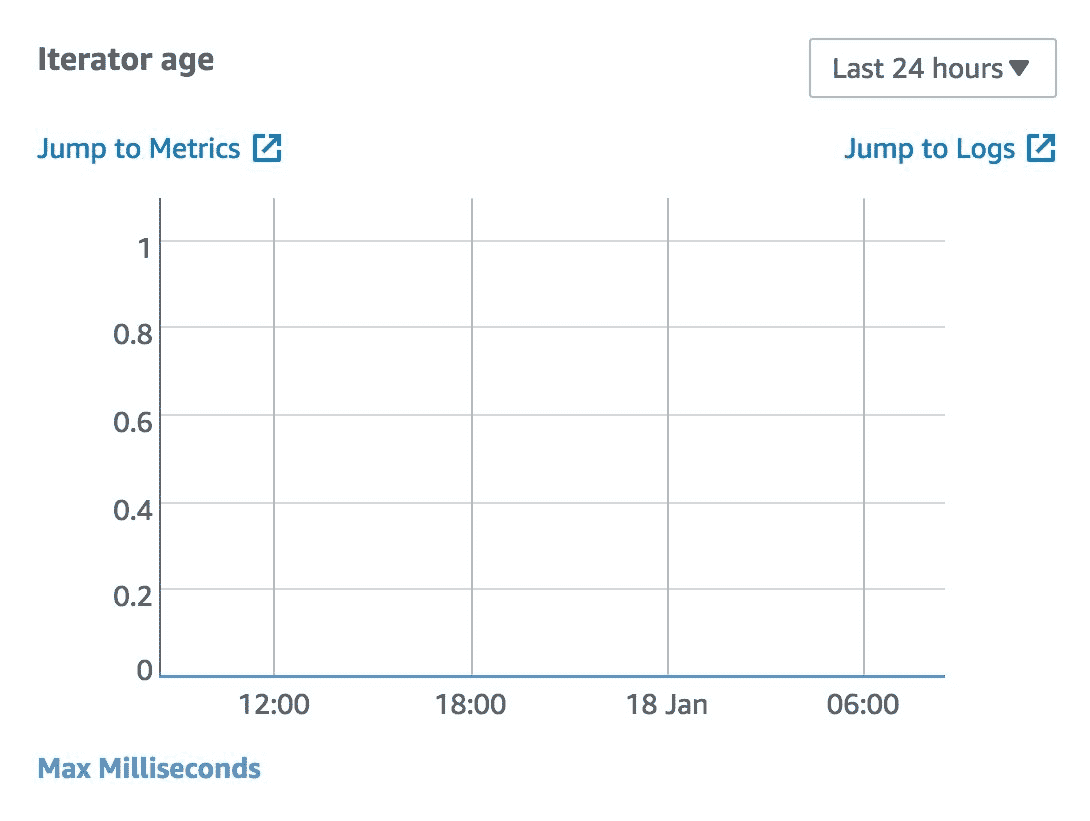 Iterator age
Last 24 hours
Jump to Metrics
Jump to Logs
1
0.8
0.6
0.4
0.2
0
12:00
18:00
18 Jan
06:00
Max Milliseconds